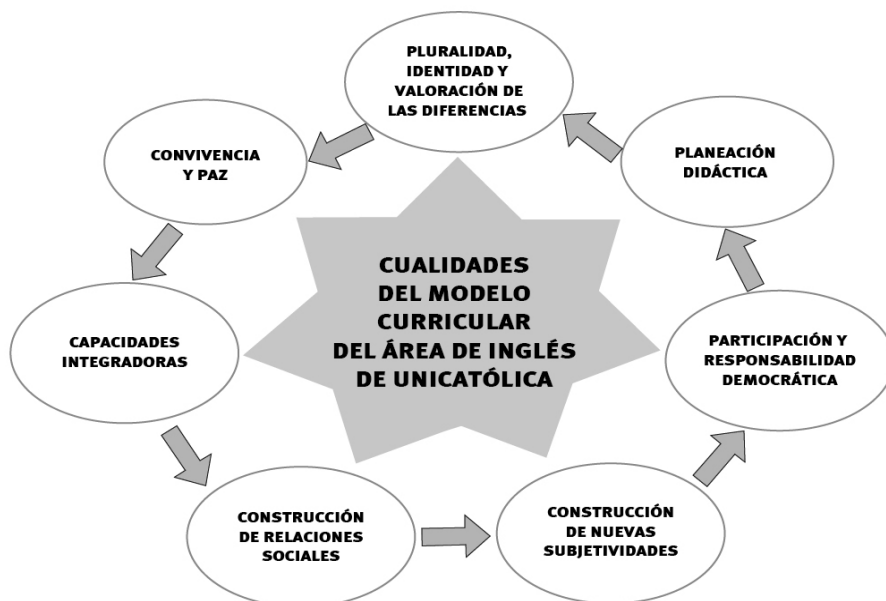 PLURALIDAD,
IDENTIDAD Y
VALORACIÓN DE
LAS DIFERENCIAS
CONVIVENCIA
Y PAZ
PLANEACIÓN
DIDÁCTICA
CUALIDADES
DEL MODELO
CURRICULAR
DEL ÁREA DE INGLÉS
DE UNICATÓLICA
CAPACIDADES
INTEGRADORAS
PARTICIPACIÓN Y
RESPONSABILIDAD
DEMOCRÁTICA
CONSTRUCCIÓN
DE RELACIONES
SOCIALES
CONSTRUCCIÓN
DE NUEVAS
SUBJETIVIDADES